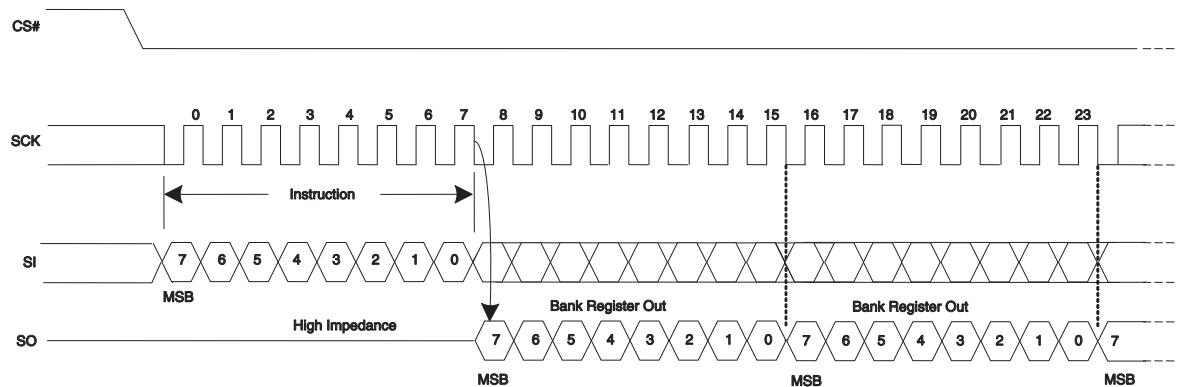 CS#
0 1 2 3 4 5 6 7 8 9 10 11 12 13 14 15 16 17 18 19 20 21 22 23
SCK
Instruction
SI 7 6 5 4 3 2 1 0
MSB
Bank Register Out Bank Register Out
High Impedance
SO 7 6 5 4 3 2 1 0 7 6 5 4 3 2 1 0 7
MSB MSB MSB